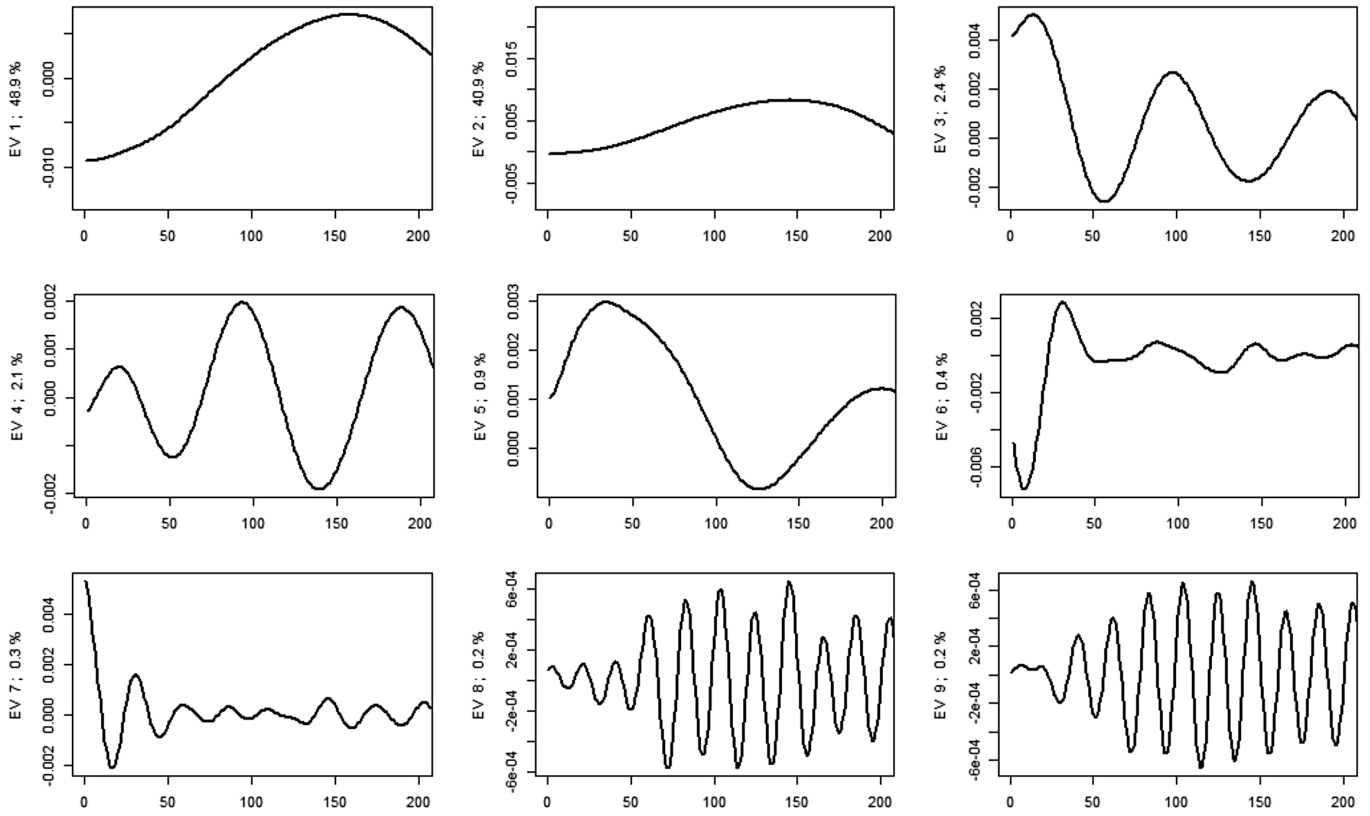 EV 1 ; 48.9 %
0.000
-0.010
0 50 100 150 200
EV 2 ; 40.9 %
0.015
0.005
-0.005
0 50 100 150 200
EV 3 ; 2.4 %
0.004
0.002
0.000
-0.002
0 50 100 150 200
EV 4 ; 2.1 %
0.002
0.001
0.000
-0.002
0 50 100 150 200
EV 5 ; 0.9 %
0.003
0.002
0.001
0.000
0 50 100 150 200
EV 6 ; 0.4 %
0.002
-0.002
-0.006
0 50 100 150 200
EV 7 ; 0.3 %
0.004
0.002
0.000
-0.002
0 50 100 150 200
EV 8 ; 0.2 %
6e-04
2e-04
-2e-04
-6e-04
0 50 100 150 200
EV 9 ; 0.2 %
6e-04
2e-04
-2e-04
-6e-04
0 50 100 150 200